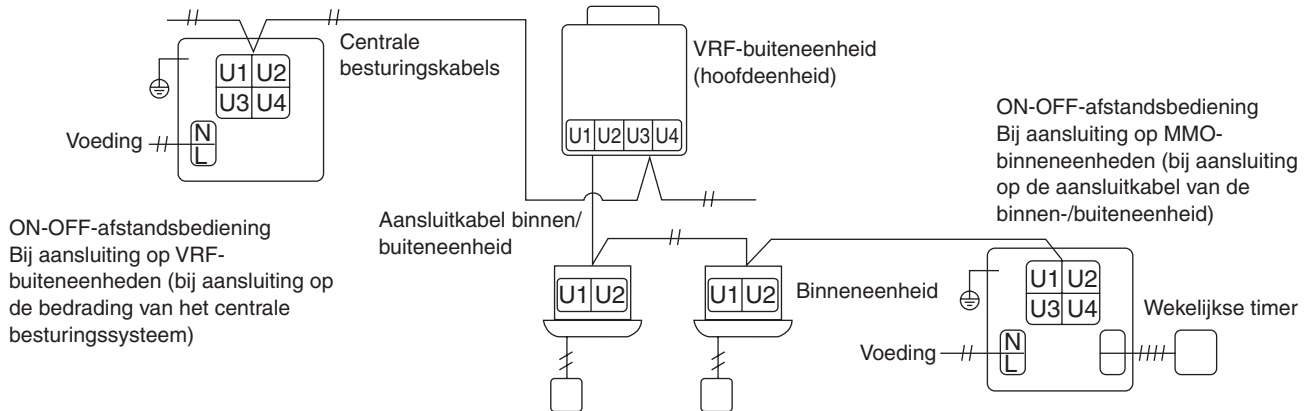 Centrale
besturingskabels
U1 U2
U3 U4
Voeding
N
L
ON-OFF-afstandsbediening
Bij aansluiting op VRF-
buiteneenheden (bij aansluiting op
de bedrading van het centrale
besturingssysteem)
VRF-buiteneenheid
(hoofdeenheid)
U1 U2 U3 U4
Aansluitkabel binnen/
buiteneenheid
U1 U2
U1 U2
Binneneenheid
ON-OFF-afstandsbediening
Bij aansluiting op MMO-
binneneenheden (bij aansluiting
op de aansluitkabel van de
binnen-/buiteneenheid)
U1 U2
U3 U4
Wekelijkse timer
Voeding
N
L